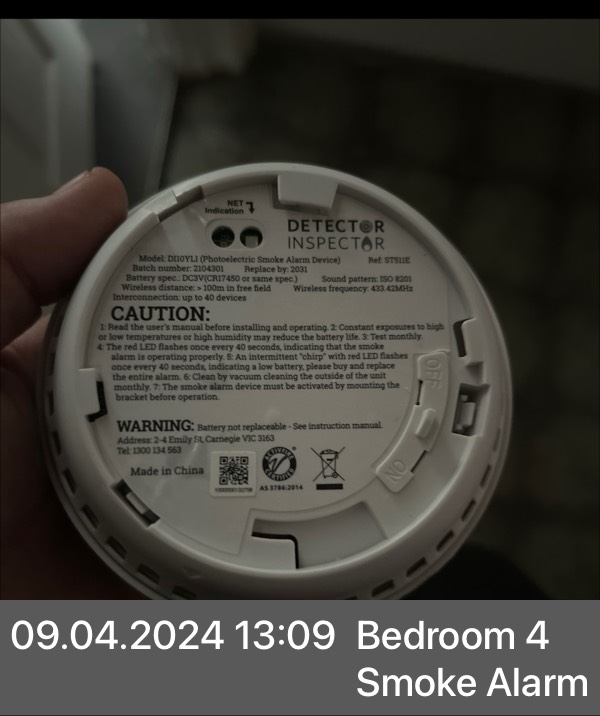 NET
Indication
DETECTOR
INSPECTOR
Model: DI10YLI (Photoelectric Smoke Alarm Device) Ref: ST511E
Batch number: 2104301 Replace by: 2031
Battery spec.: DC3V(CR17450 or same spec.) Sound pattern: ISO 8201
Wireless distance: > 100m in free field Wireless frequency: 433.42MHz
Interconnection: up to 40 devices
CAUTION:
1: Read the user's manual before installing and operating. 2: Constant exposures to high
or low temperatures or high humidity may reduce the battery life. 3: Test monthly.
4: The red LED flashes once every 40 seconds, indicating that the smoke
alarm is operating properly. 5: An intermittent "chirp" with red LED flashes
once every 40 seconds, indicating a low battery, please buy and replace
the entire alarm. 6: Clean by vacuum cleaning the outside of the unit
monthly. 7: The smoke alarm device must be activated by mounting the
bracket before operation.
OFF
ON
WARNING: Battery not replaceable - See instruction manual.
Address: 2-4 Emily St, Carnegie VIC 3163
Tel: 1300 134 563
Made in China
AS 3786:2014
09.04.2024 13:09 Bedroom 4
Smoke Alarm